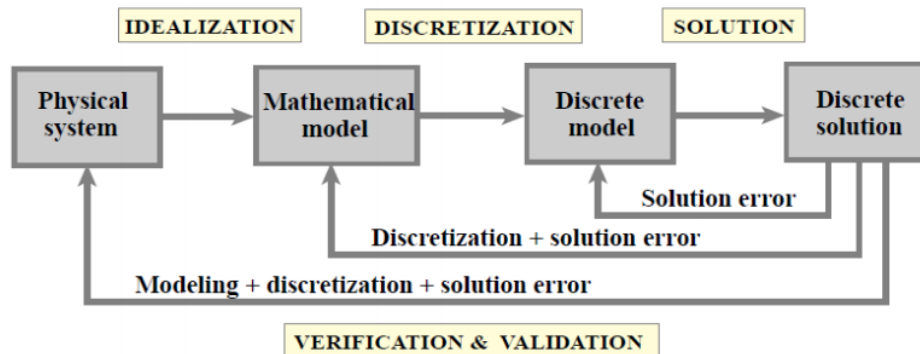 IDEALIZATION DISCRETIZATION SOLUTION
Physical
system
Mathematical
model
Discrete
model
Discrete
solution
Solution error
Discretization + solution error
Modeling + discretization + solution error
VERIFICATION & VALIDATION